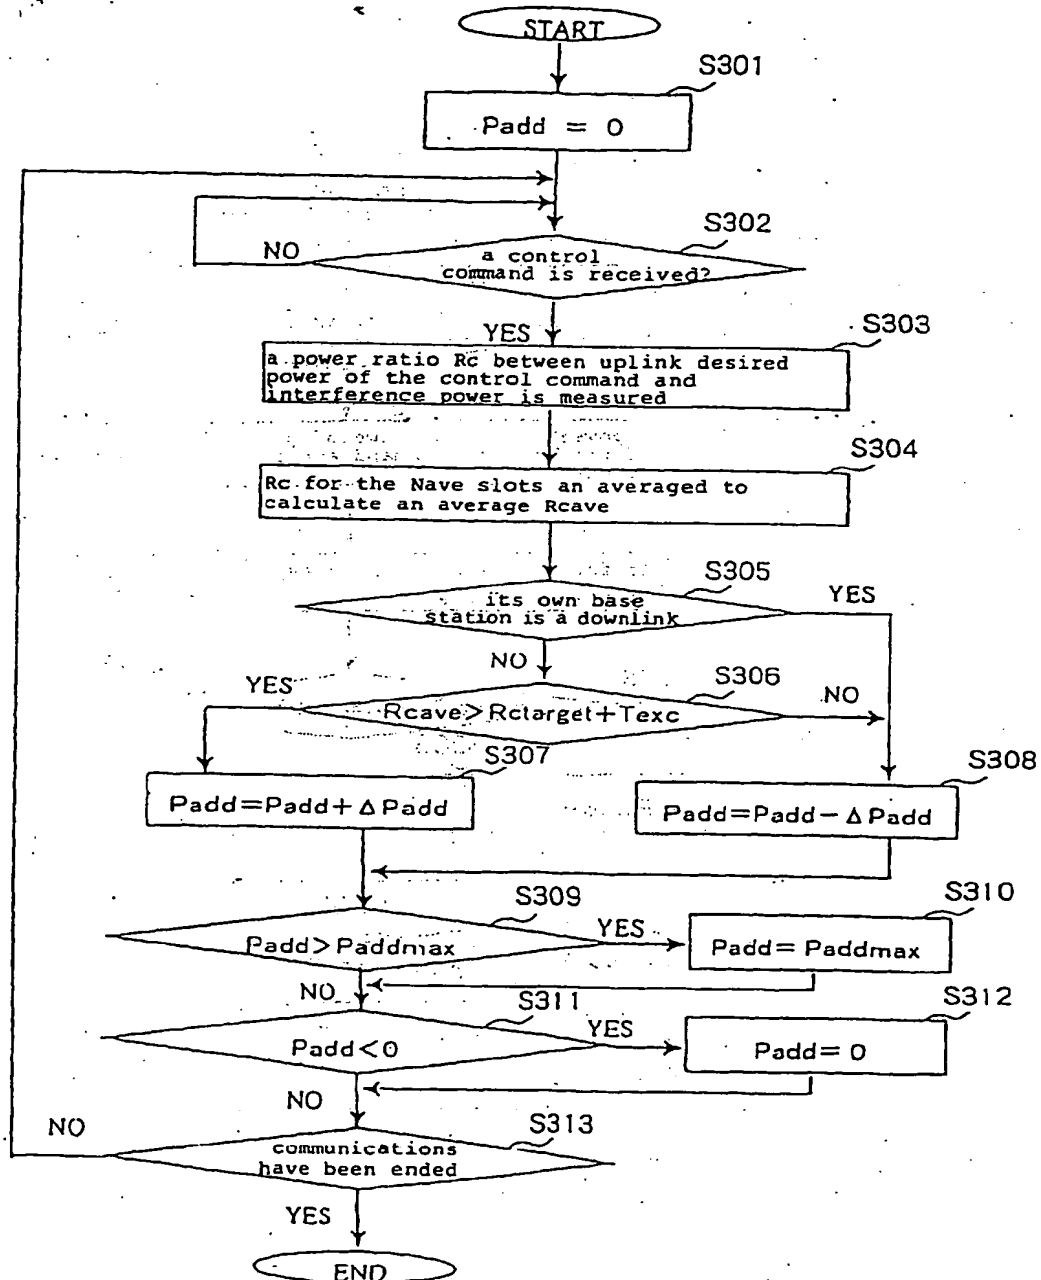 START
S301
Padd = 0
S302
NO
a control
command is received?
YES
S303
a power ratio Rc between uplink desired
power of the control command and
interference power is measured
S304
Rc for the Nave slots an averaged to
calculate an average Rcave
S305
its own base
station is a downlink
YES
NO
S306
YES
Rcave>Rctarget+Texc
NO
S307
Padd=Padd+ΔPadd
S308
Padd=Padd-ΔPadd
S309
Padd>Paddmax
YES
S310
Padd=Paddmax
NO
S311
Padd<0
YES
S312
Padd=0
NO
S313
NO
communications
have been ended
YES
END